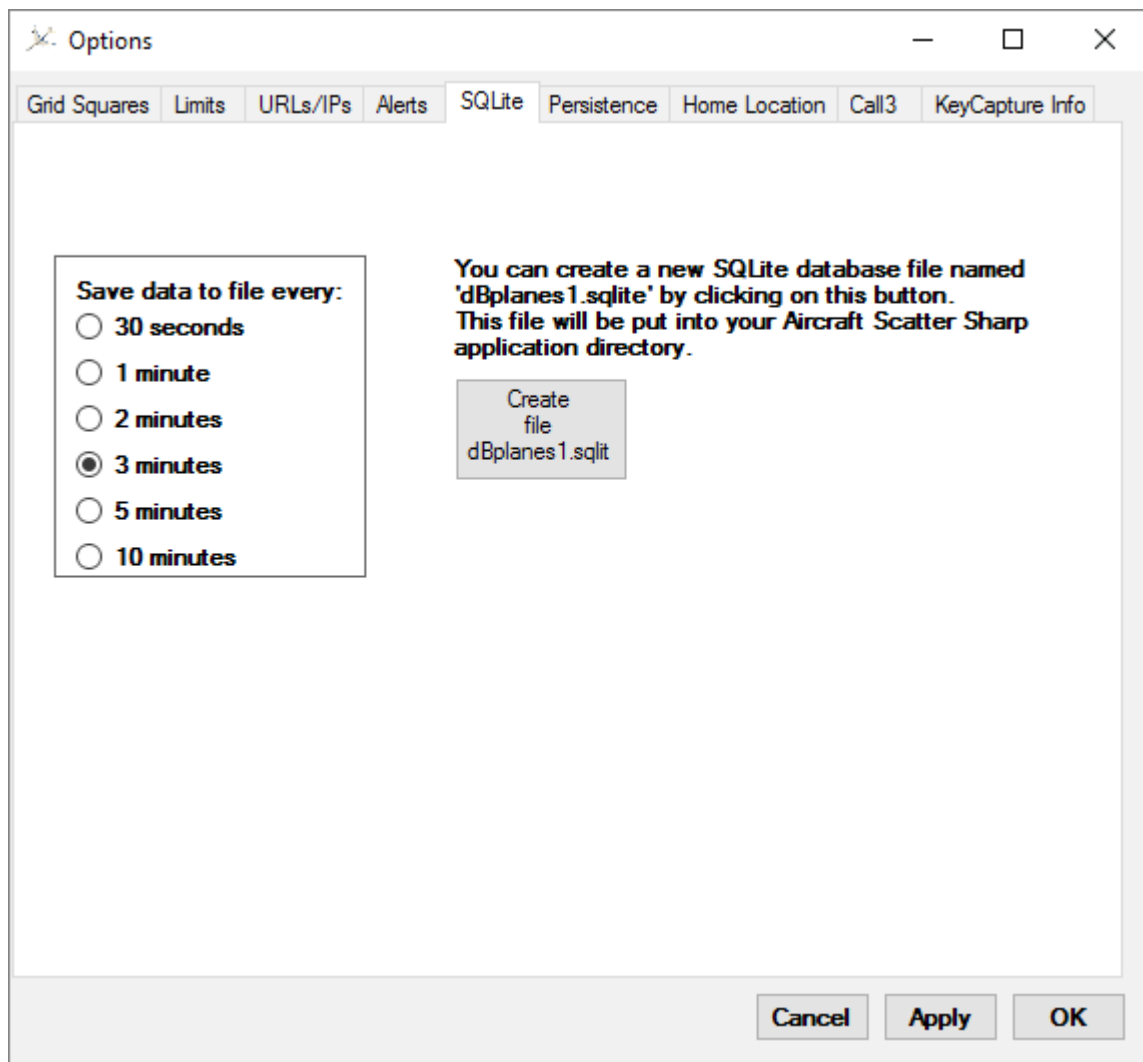 Options
Grid Squares Limits URLs/IPs Alerts SQLite Persistence Home Location Call3 KeyCapture Info
Save data to file every:
30 seconds
1 minute
2 minutes
3 minutes
5 minutes
10 minutes
You can create a new SQLite database file named
'dBplanes1.sqlite' by clicking on this button.
This file will be put into your Aircraft Scatter Sharp
application directory.
Create
file
dBplanes1.sqlit
Cancel Apply OK